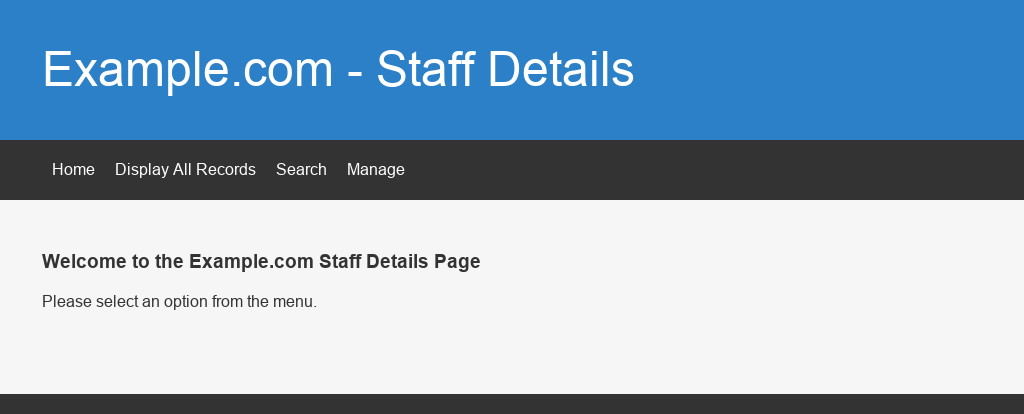 Example.com - Staff Details
Home Display All Records Search Manage
Welcome to the Example.com Staff Details Page
Please select an option from the menu.